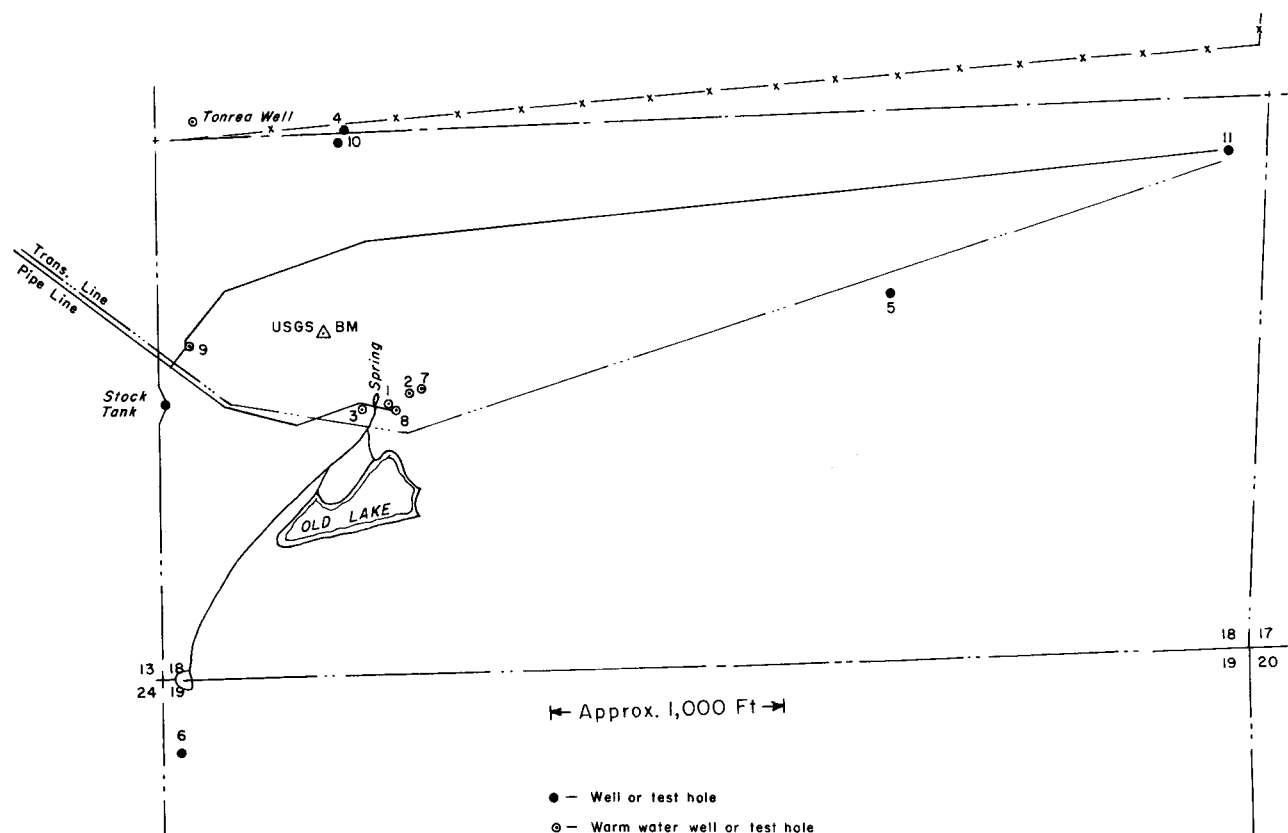 Tonrea Well
4
10
11
Trans. Line
Pipe Line
USGS BM
5
9
Spring
1
2
7
3
8
Stock
Tank
OLD LAKE
13 18
24 19
18 17
19 20
Approx. 1,000 Ft
6
— Well or test hole
— Warm water well or test hole